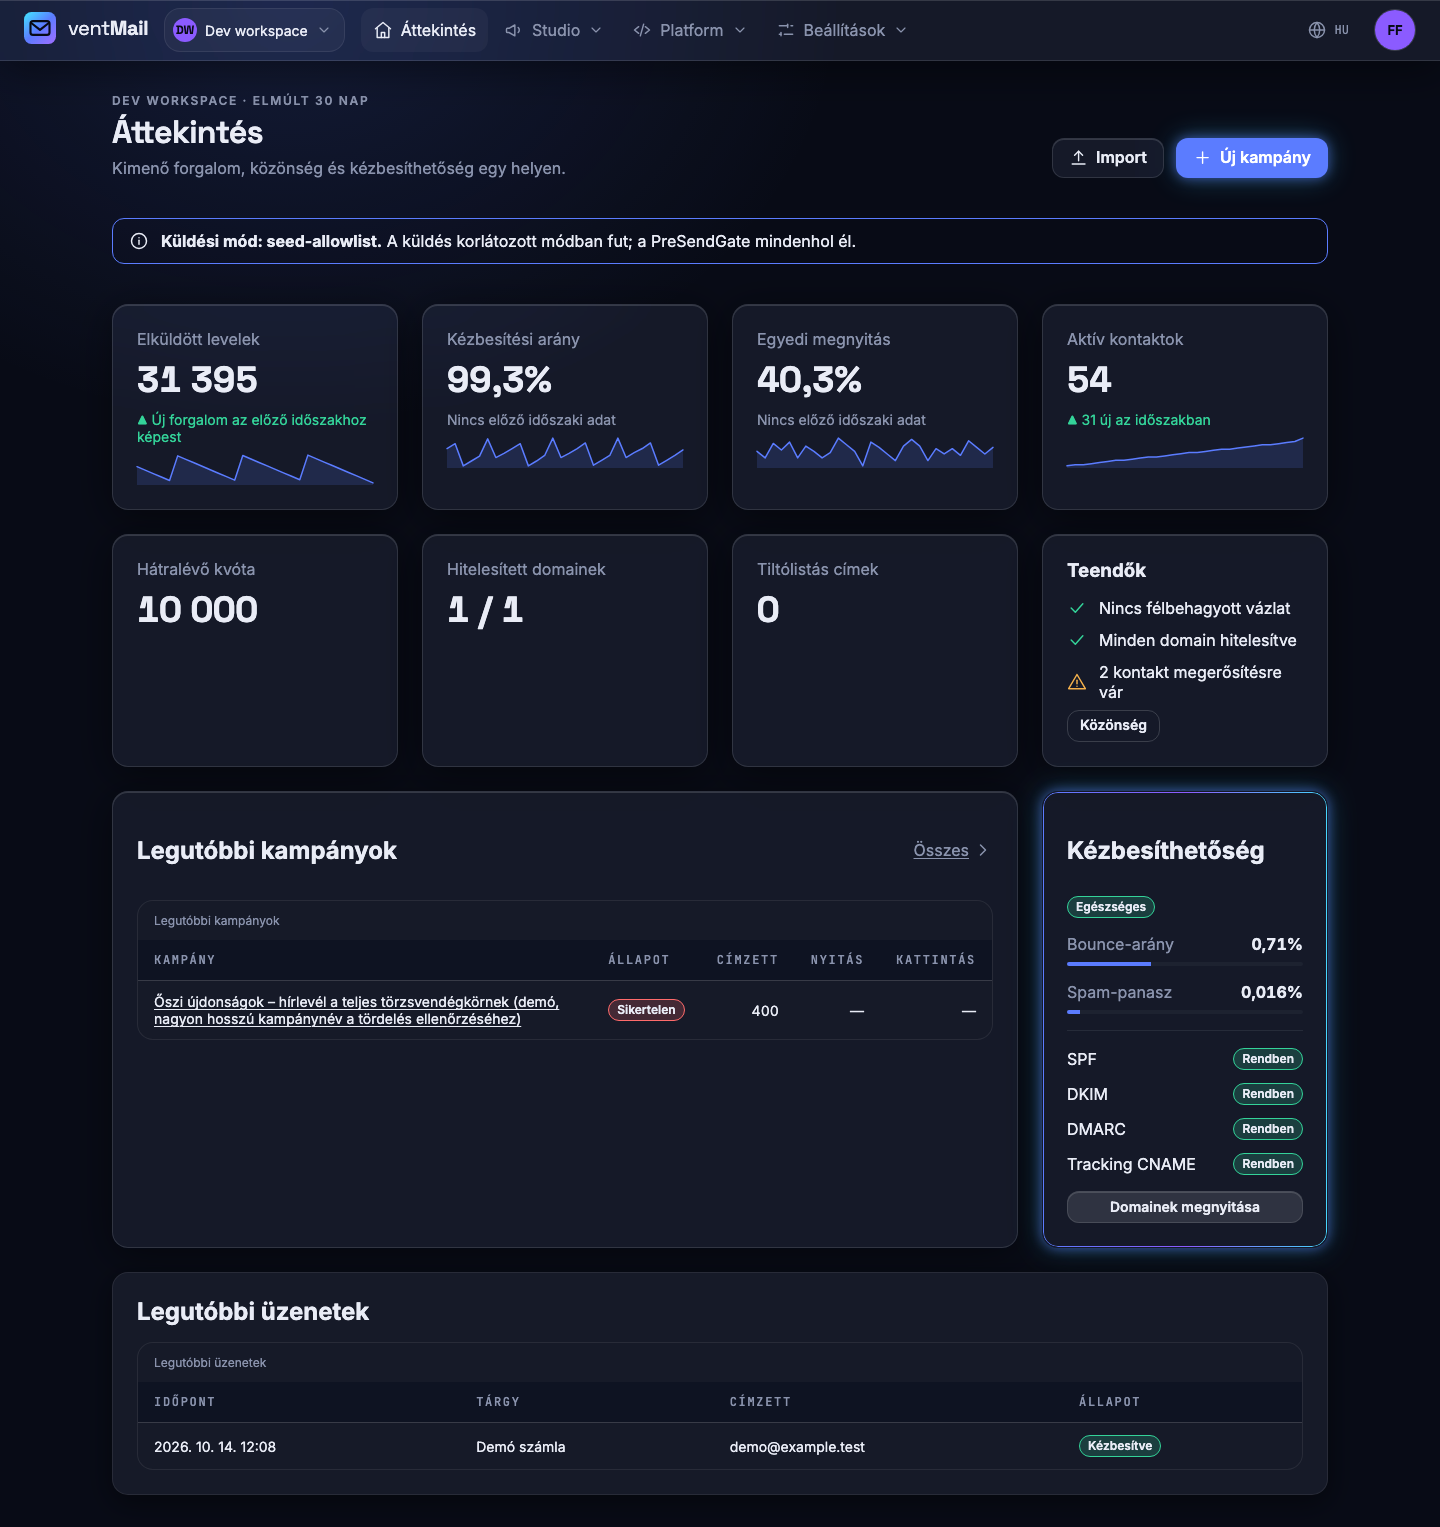 ventMail
DW Dev workspace
Áttekintés
Studio
Platform
Beállítások
HU
FF
DEV WORKSPACE · ELMÚLT 30 NAP
Áttekintés
Kimenő forgalom, közönség és kézbesíthetőség egy helyen.
Import
Új kampány
Küldési mód: seed-allowlist. A küldés korlátozott módban fut; a PreSendGate mindenhol él.
Elküldött levelek
31 395
Új forgalom az előző időszakhoz
képest
Kézbesítési arány
99,3%
Nincs előző időszaki adat
Egyedi megnyitás
40,3%
Nincs előző időszaki adat
Aktív kontaktok
54
31 új az időszakban
Hátralévő kvóta
10 000
Hitelesített domainek
1 / 1
Tiltólistás címek
0
Teendők
Nincs félbehagyott vázlat
Minden domain hitelesítve
2 kontakt megerősítésre
vár
Közönség
Legutóbbi kampányok
Összes
Legutóbbi kampányok
KAMPÁNY ÁLLAPOT CÍMZETT NYITÁS KATTINTÁS
Őszi újdonságok – hírlevél a teljes törzsvendégkörnek (demó,
nagyon hosszú kampánynév a tördelés ellenőrzéséhez)
Sikertelen 400 — —
Kézbesíthetőség
Egészséges
Bounce-arány 0,71%
Spam-panasz 0,016%
SPF Rendben
DKIM Rendben
DMARC Rendben
Tracking CNAME Rendben
Domainek megnyitása
Legutóbbi üzenetek
Legutóbbi üzenetek
IDŐPONT TÁRGY CÍMZETT ÁLLAPOT
2026. 10. 14. 12:08 Demó számla demo@example.test Kézbesítve